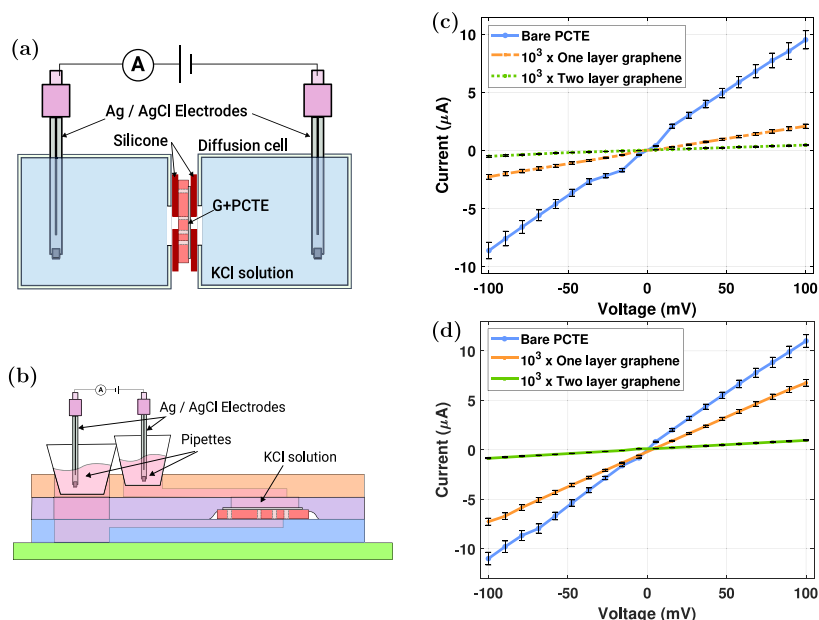 (a)
A
Ag / AgCl Electrodes
Silicone
Diffusion cell
G+PCTE
KCl solution
(b)
A
Ag / AgCl Electrodes
Pipettes
KCl solution
(c)
Bare PCTE
10³ x One layer graphene
10³ x Two layer graphene
Current (μA)
10
5
0
-5
-10
-100 -50 0 50 100
Voltage (mV)
(d)
Bare PCTE
10³ x One layer graphene
10³ x Two layer graphene
Current (μA)
10
5
0
-5
-10
-100 -50 0 50 100
Voltage (mV)